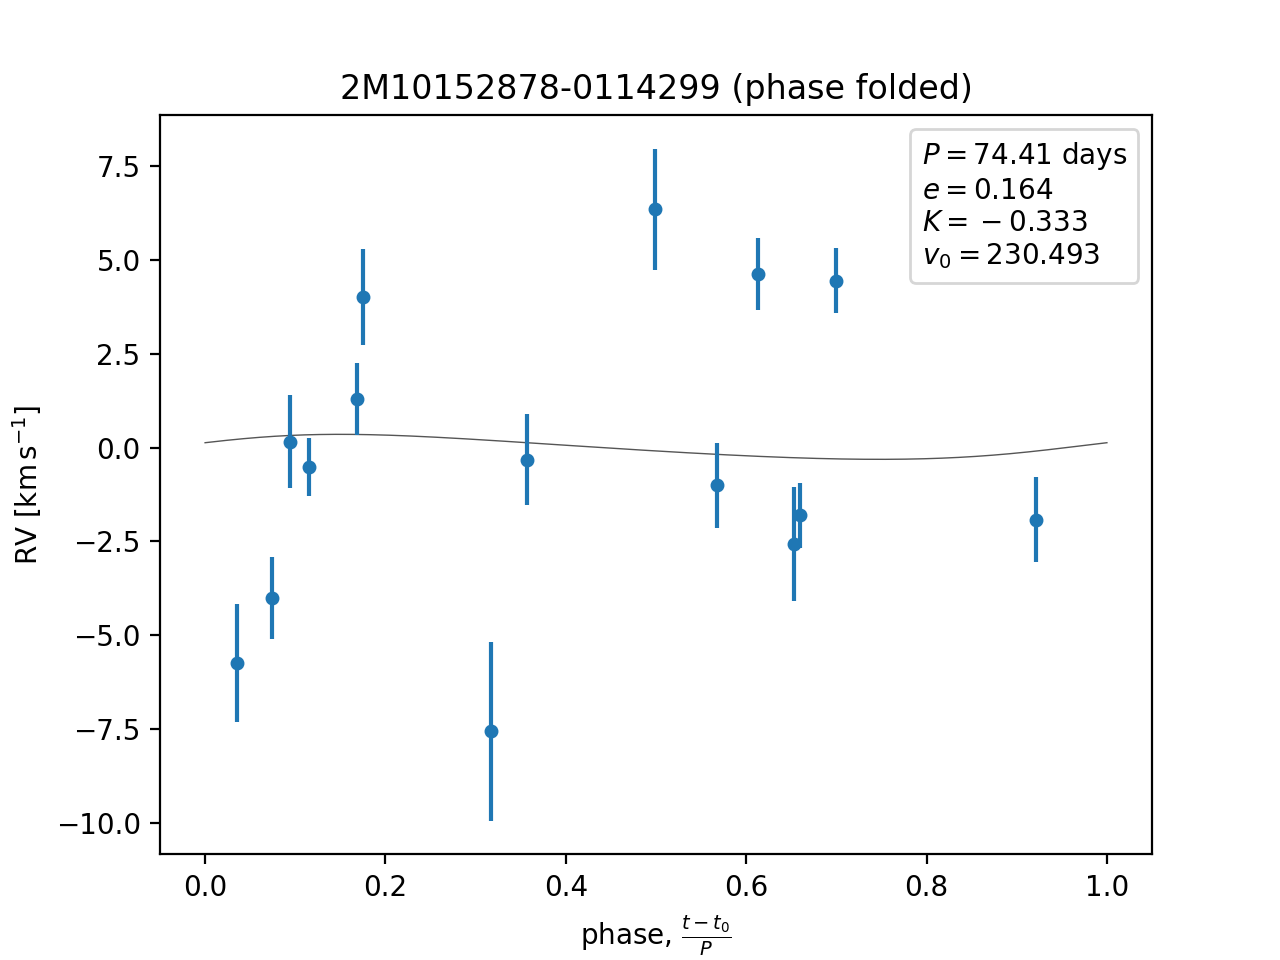 2M10152878-0114299 (phase folded)
P = 74.41 days
e = 0.164
K = −0.333
v₀ = 230.493
7.5
5.0
2.5
0.0
−2.5
−5.0
−7.5
−10.0
RV [km s⁻¹]
0.0 0.2 0.4 0.6 0.8 1.0
phase, (t − t₀)/P